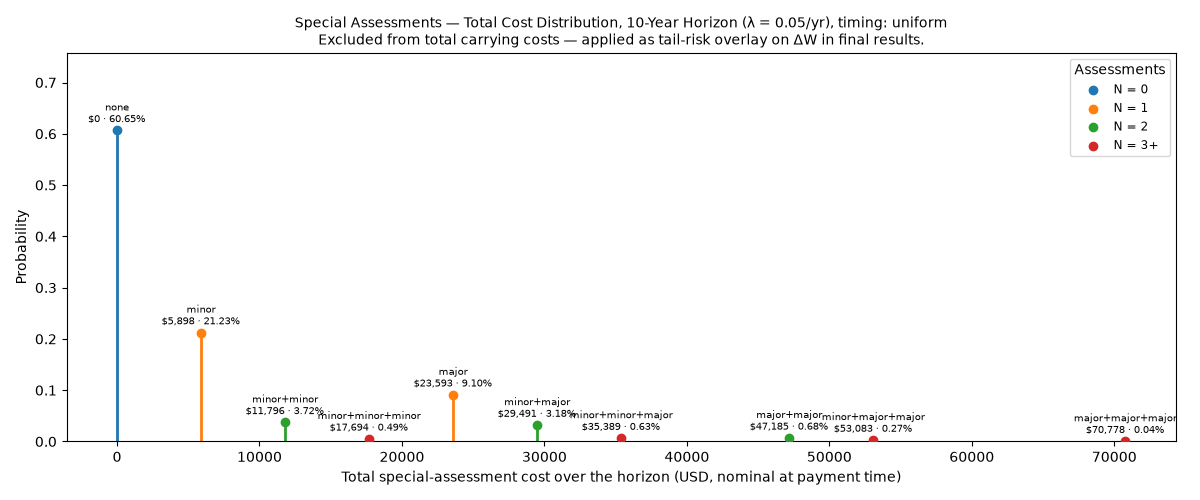 Special Assessments — Total Cost Distribution, 10-Year Horizon (λ = 0.05/yr), timing: uniform
Excluded from total carrying costs — applied as tail-risk overlay on ΔW in final results.
Probability
0.7
0.6
0.5
0.4
0.3
0.2
0.1
0.0
none
$0 · 60.65%
minor
$5,898 · 21.23%
minor+minor
$11,796 · 3.72%
minor+minor+minor
$17,694 · 0.49%
major
$23,593 · 9.10%
minor+major
$29,491 · 3.18%
minor+minor+major
$35,389 · 0.63%
major+major
$47,185 · 0.68%
minor+major+major
$53,083 · 0.27%
major+major+major
$70,778 · 0.04%
Assessments
N = 0
N = 1
N = 2
N = 3+
0
10000
20000
30000
40000
50000
60000
70000
Total special-assessment cost over the horizon (USD, nominal at payment time)